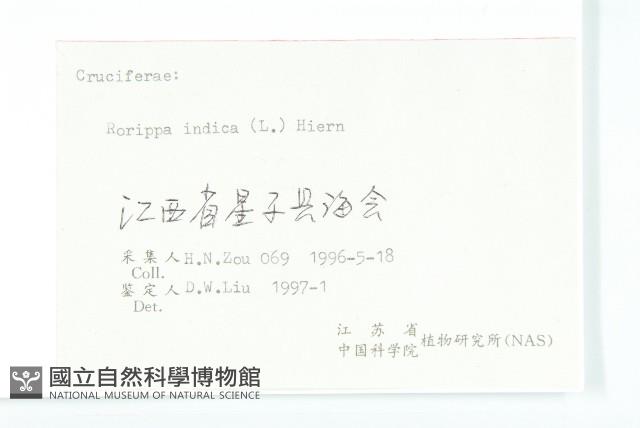 Cruciferae:
Rorippa indica (L.) Hiern
江西省星子县海会
采集人 H.N.Zou 069 1996-5-18
Coll.
鉴定人 D.W.Liu 1997-1
Det.
江苏省
中国科学院 植物研究所(NAS)
國立自然科學博物館
NATIONAL MUSEUM OF NATURAL SCIENCE